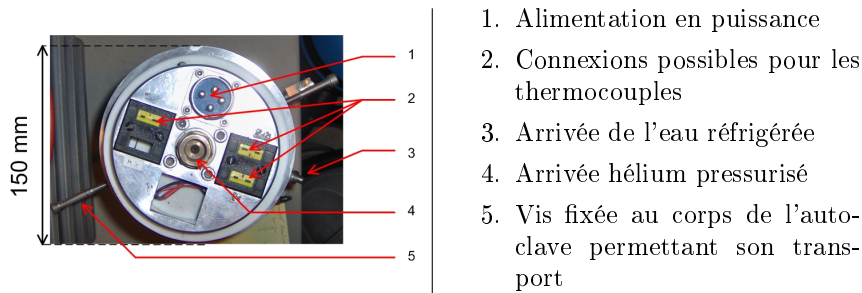 150 mm
1
2
3
4
5
1. Alimentation en puissance
2. Connexions possibles pour les
thermocouples
3. Arrivée de l'eau réfrigérée
4. Arrivée hélium pressurisé
5. Vis fixée au corps de l'auto-
clave permettant son trans-
port